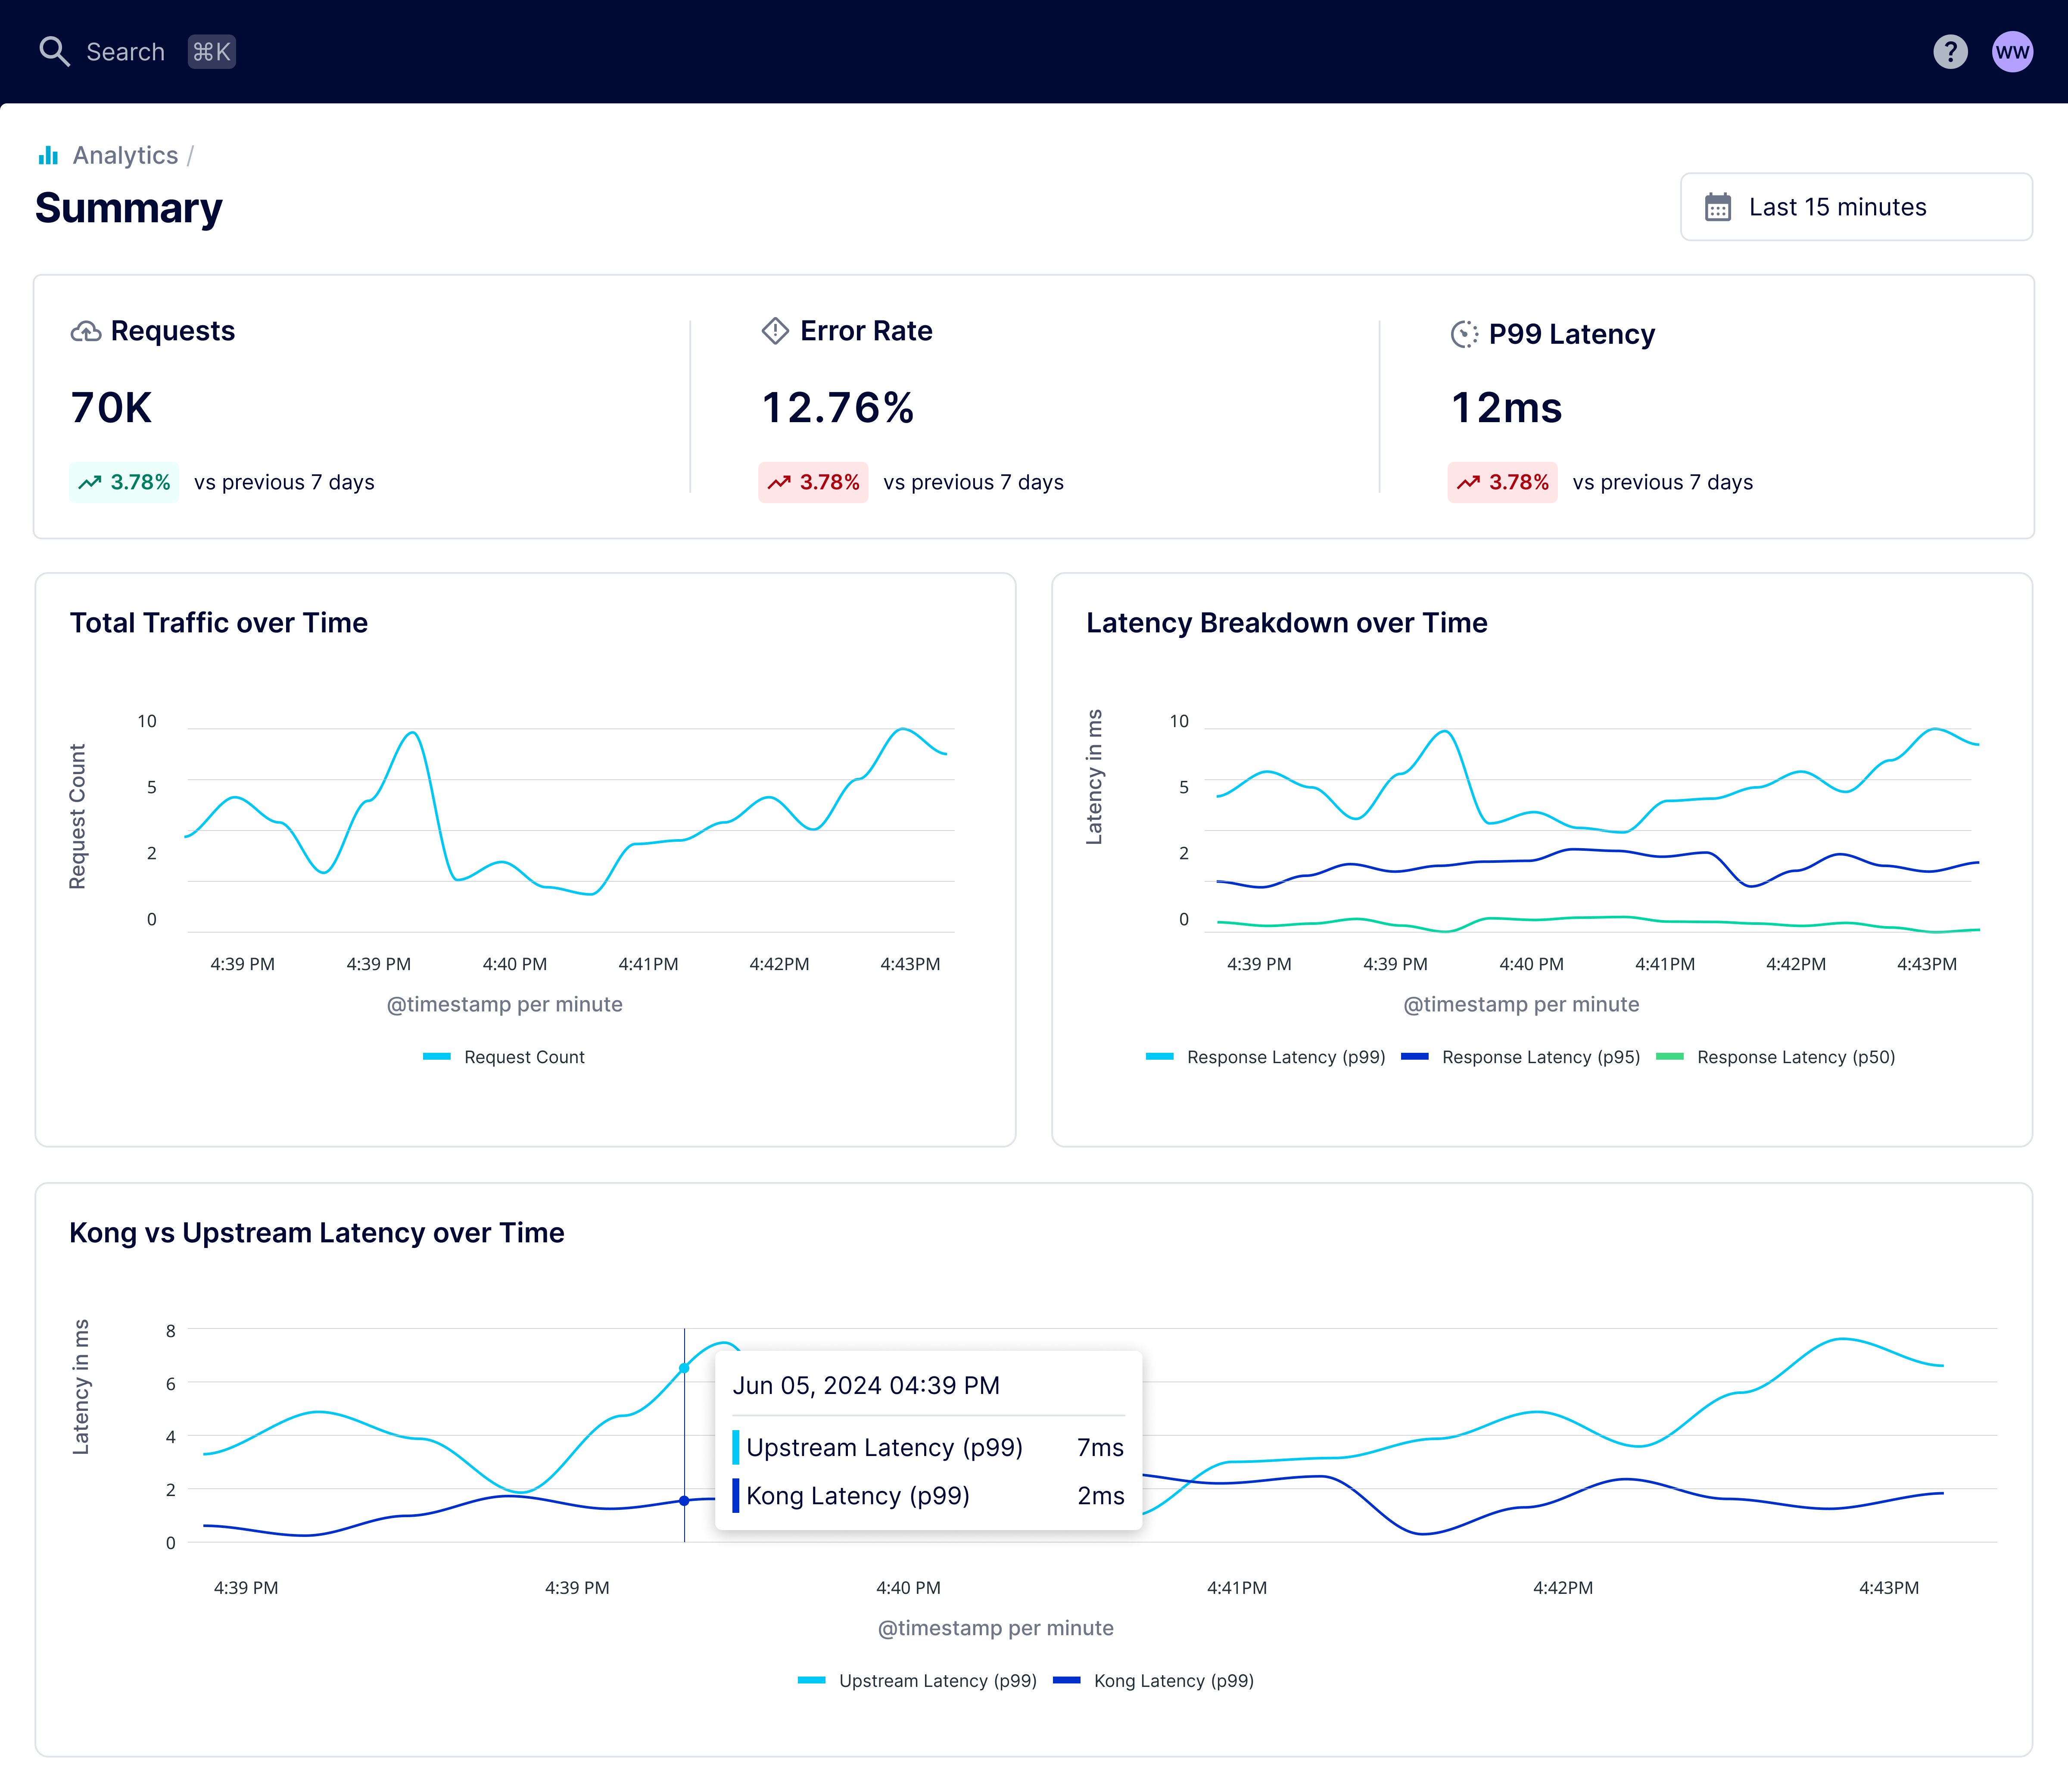 Search ⌘K
? WW
Analytics /
Summary
Last 15 minutes
Requests
70K
3.78% vs previous 7 days
Error Rate
12.76%
3.78% vs previous 7 days
P99 Latency
12ms
3.78% vs previous 7 days
Total Traffic over Time
Request Count
10
5
2
0
4:39 PM 4:39 PM 4:40 PM 4:41PM 4:42PM 4:43PM
@timestamp per minute
Request Count
Latency Breakdown over Time
Latency in ms
10
5
2
0
4:39 PM 4:39 PM 4:40 PM 4:41PM 4:42PM 4:43PM
@timestamp per minute
Response Latency (p99) Response Latency (p95) Response Latency (p50)
Kong vs Upstream Latency over Time
Latency in ms
8
6
4
2
0
Jun 05, 2024 04:39 PM
Upstream Latency (p99) 7ms
Kong Latency (p99) 2ms
4:39 PM 4:39 PM 4:40 PM 4:41PM 4:42PM 4:43PM
@timestamp per minute
Upstream Latency (p99) Kong Latency (p99)